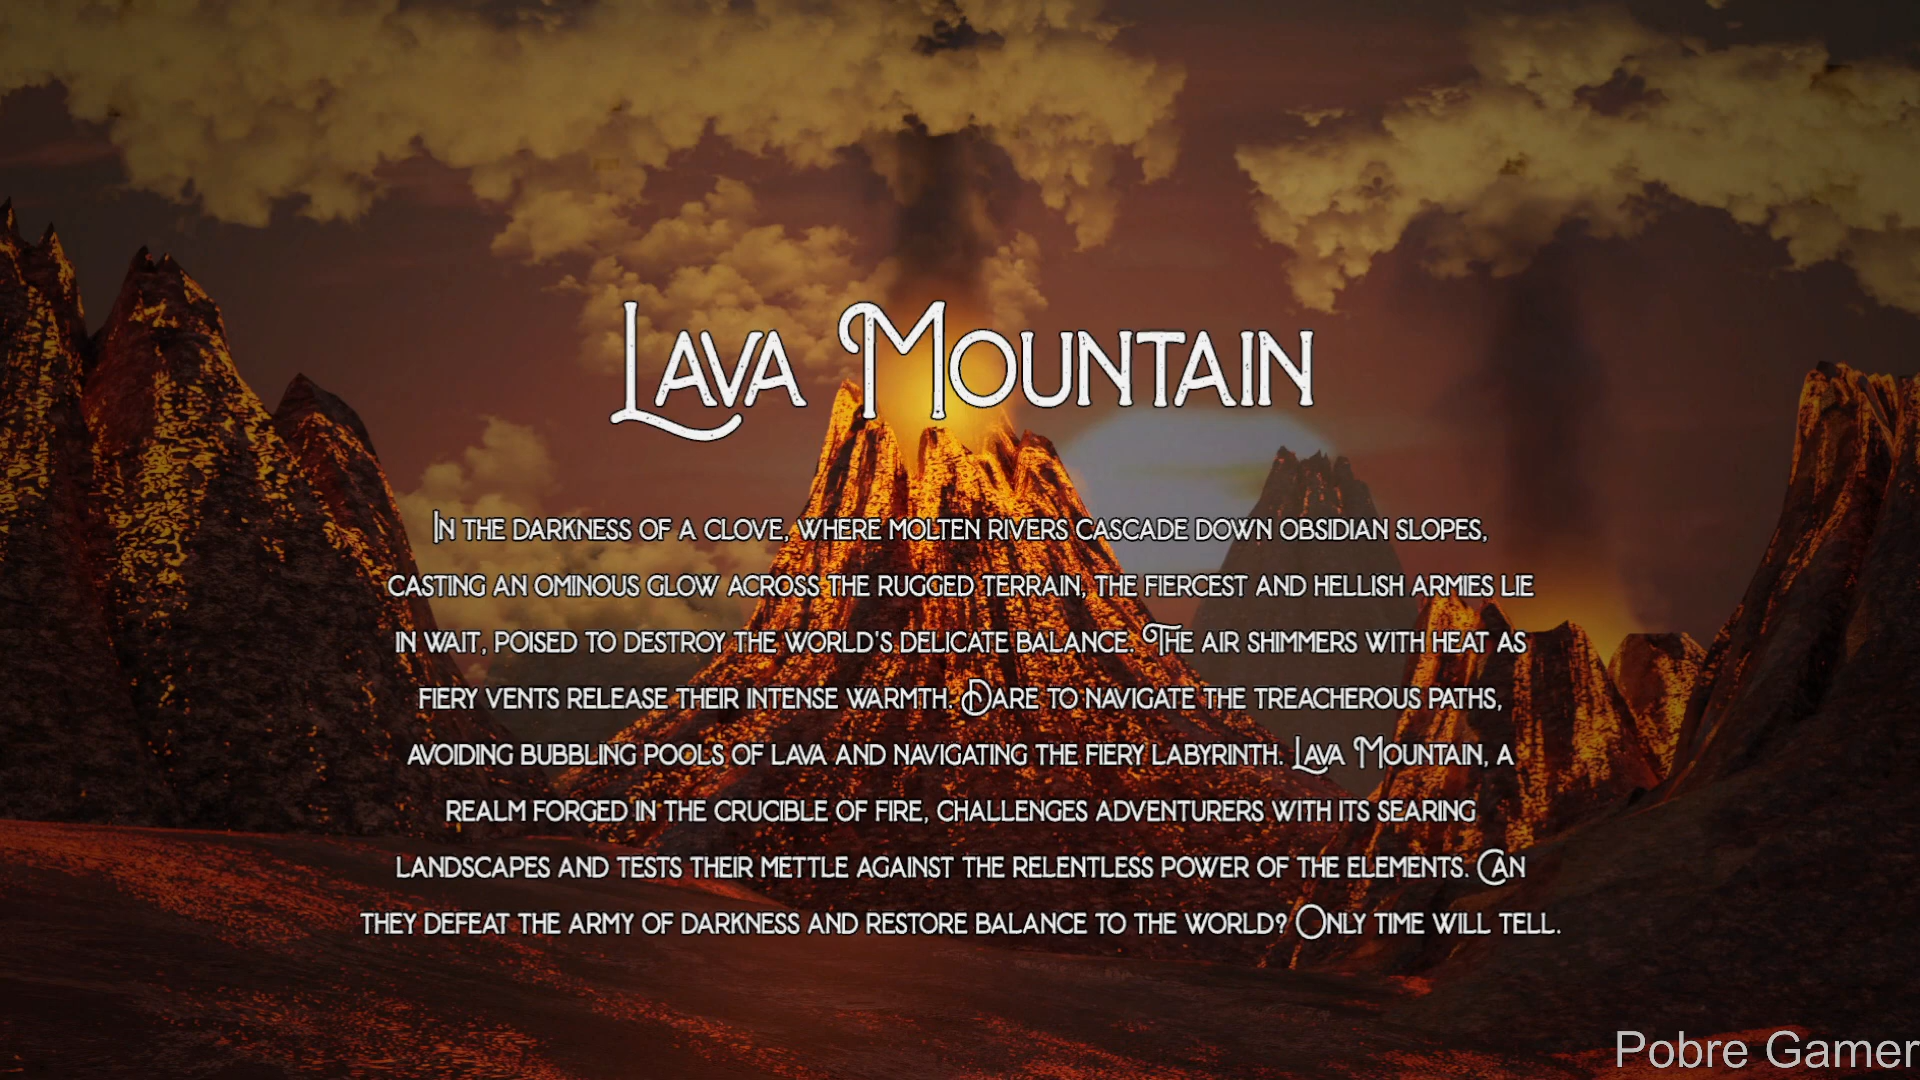 Lava Mountain
In the darkness of a clove, where molten rivers cascade down obsidian slopes,
casting an ominous glow across the rugged terrain, the fiercest and hellish armies lie
in wait, poised to destroy the world's delicate balance. The air shimmers with heat as
fiery vents release their intense warmth. Dare to navigate the treacherous paths,
avoiding bubbling pools of lava and navigating the fiery labyrinth. Lava Mountain, a
realm forged in the crucible of fire, challenges adventurers with its searing
landscapes and tests their mettle against the relentless power of the elements. Can
they defeat the army of darkness and restore balance to the world? Only time will tell.
Pobre Gamer